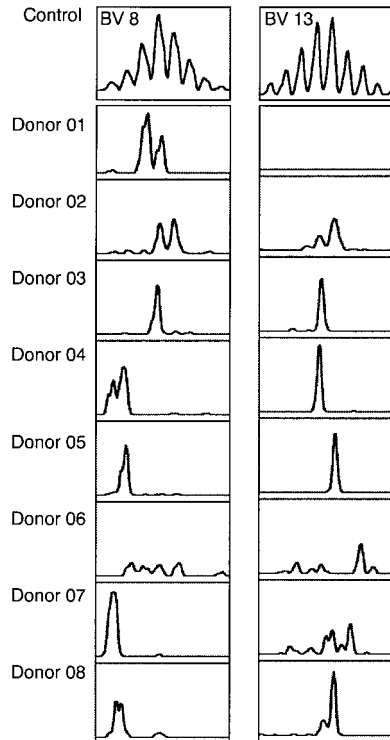 Control BV 8 BV 13
Donor 01
Donor 02
Donor 03
Donor 04
Donor 05
Donor 06
Donor 07
Donor 08